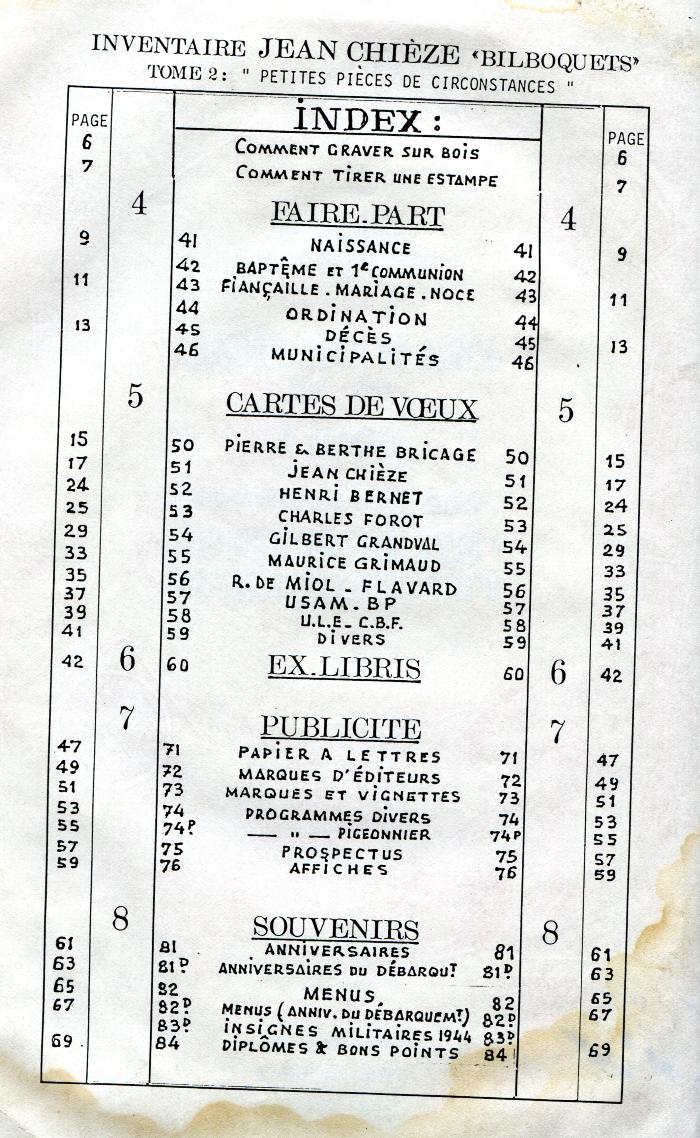 INVENTAIRE JEAN CHIÈZE «BILBOQUETS»
TOME 2: " PETITES PIÈCES DE CIRCONSTANCES "
PAGE INDEX: PAGE
6 COMMENT GRAVER SUR BOIS 6
7 COMMENT TIRER UNE ESTAMPE 7
4 FAIRE.PART 4
9 41 NAISSANCE 41 9
42 BAPTÊME ET 1e COMMUNION 42
11 43 FIANÇAILLE.MARIAGE.NOCE 43 11
44 ORDINATION 44
13 45 DÉCÈS 45 13
46 MUNICIPALITÉS 46
5 CARTES DE VŒUX 5
15 50 PIERRE & BERTHE BRICAGE 50 15
17 51 JEAN CHIÈZE 51 17
24 52 HENRI BERNET 52 24
25 53 CHARLES FOROT 53 25
29 54 GILBERT GRANDVAL 54 29
33 55 MAURICE GRIMAUD 55 33
35 56 R. DE MIOL - FLAVARD 56 35
37 57 USAM. BP 57 37
39 58 U.L.E- C.B.F. 58 39
41 59 DIVERS 59 41
42 6 60 EX.LIBRIS 60 6 42
7 PUBLICITE 7
47 71 PAPIER A LETTRES 71 47
49 72 MARQUES D'ÉDITEURS 72 49
51 73 MARQUES ET VIGNETTES 73 51
53 74 PROGRAMMES DIVERS 74 53
55 74P. — " — PIGEONNIER 74P 55
57 75 PROSPECTUS 75 57
59 76 AFFICHES 76 59
8 SOUVENIRS 8
61 81 ANNIVERSAIRES 81 61
63 81D. ANNIVERSAIRES DU DÉBARQUT 81D. 63
65 82 MENUS 82 65
67 82D. MENUS (ANNIV. DU DÉBARQUEMT) 82D. 67
83D. INSIGNES MILITAIRES 1944 83D.
69 84 DIPLÔMES & BONS POINTS 84 69